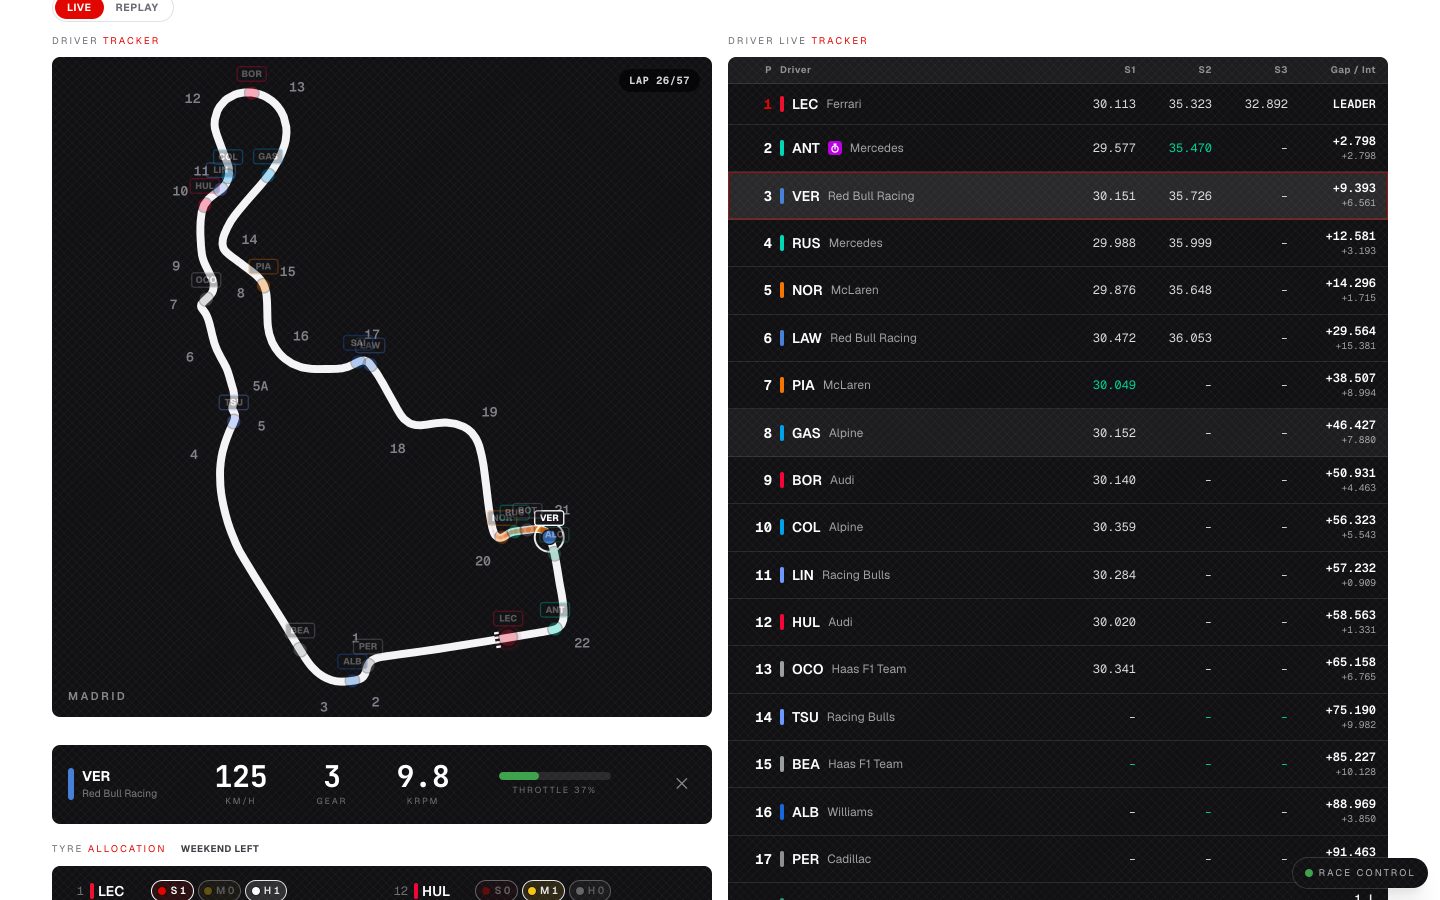 LIVE REPLAY
DRIVER TRACKER
LAP 26/57
BOR
13
12
COL
GAS
11
LIN
10
HUL
14
9
PIA
15
OCO
8
7
16
17
SAI
LAW
6
5A
TSU
19
5
18
4
NOR
RUS
BOT
21
VER
ALO
20
ANT
LEC
BEA
1
PER
22
ALB
MADRID
2
3
VER
Red Bull Racing
125
KM/H
3
GEAR
9.8
KRPM
THROTTLE 37%
TYRE ALLOCATION WEEKEND LEFT
1 LEC S 1 M 0 H 1
12 HUL S 0 M 1 H 0
DRIVER LIVE TRACKER
P Driver S1 S2 S3 Gap / Int
1 LEC Ferrari 30.113 35.323 32.892 LEADER
2 ANT Mercedes 29.577 35.470 – +2.798
+2.798
3 VER Red Bull Racing 30.151 35.726 – +9.393
+6.561
4 RUS Mercedes 29.988 35.999 – +12.581
+3.193
5 NOR McLaren 29.876 35.648 – +14.296
+1.715
6 LAW Red Bull Racing 30.472 36.053 – +29.564
+15.381
7 PIA McLaren 30.049 – – +38.507
+8.994
8 GAS Alpine 30.152 – – +46.427
+7.880
9 BOR Audi 30.140 – – +50.931
+4.463
10 COL Alpine 30.359 – – +56.323
+5.543
11 LIN Racing Bulls 30.284 – – +57.232
+0.909
12 HUL Audi 30.020 – – +58.563
+1.331
13 OCO Haas F1 Team 30.341 – – +65.158
+6.765
14 TSU Racing Bulls – – – +75.190
+9.982
15 BEA Haas F1 Team – – – +85.227
+10.128
16 ALB Williams – – – +88.969
+3.850
17 PER Cadillac – – – +91.463
RACE CONTROL